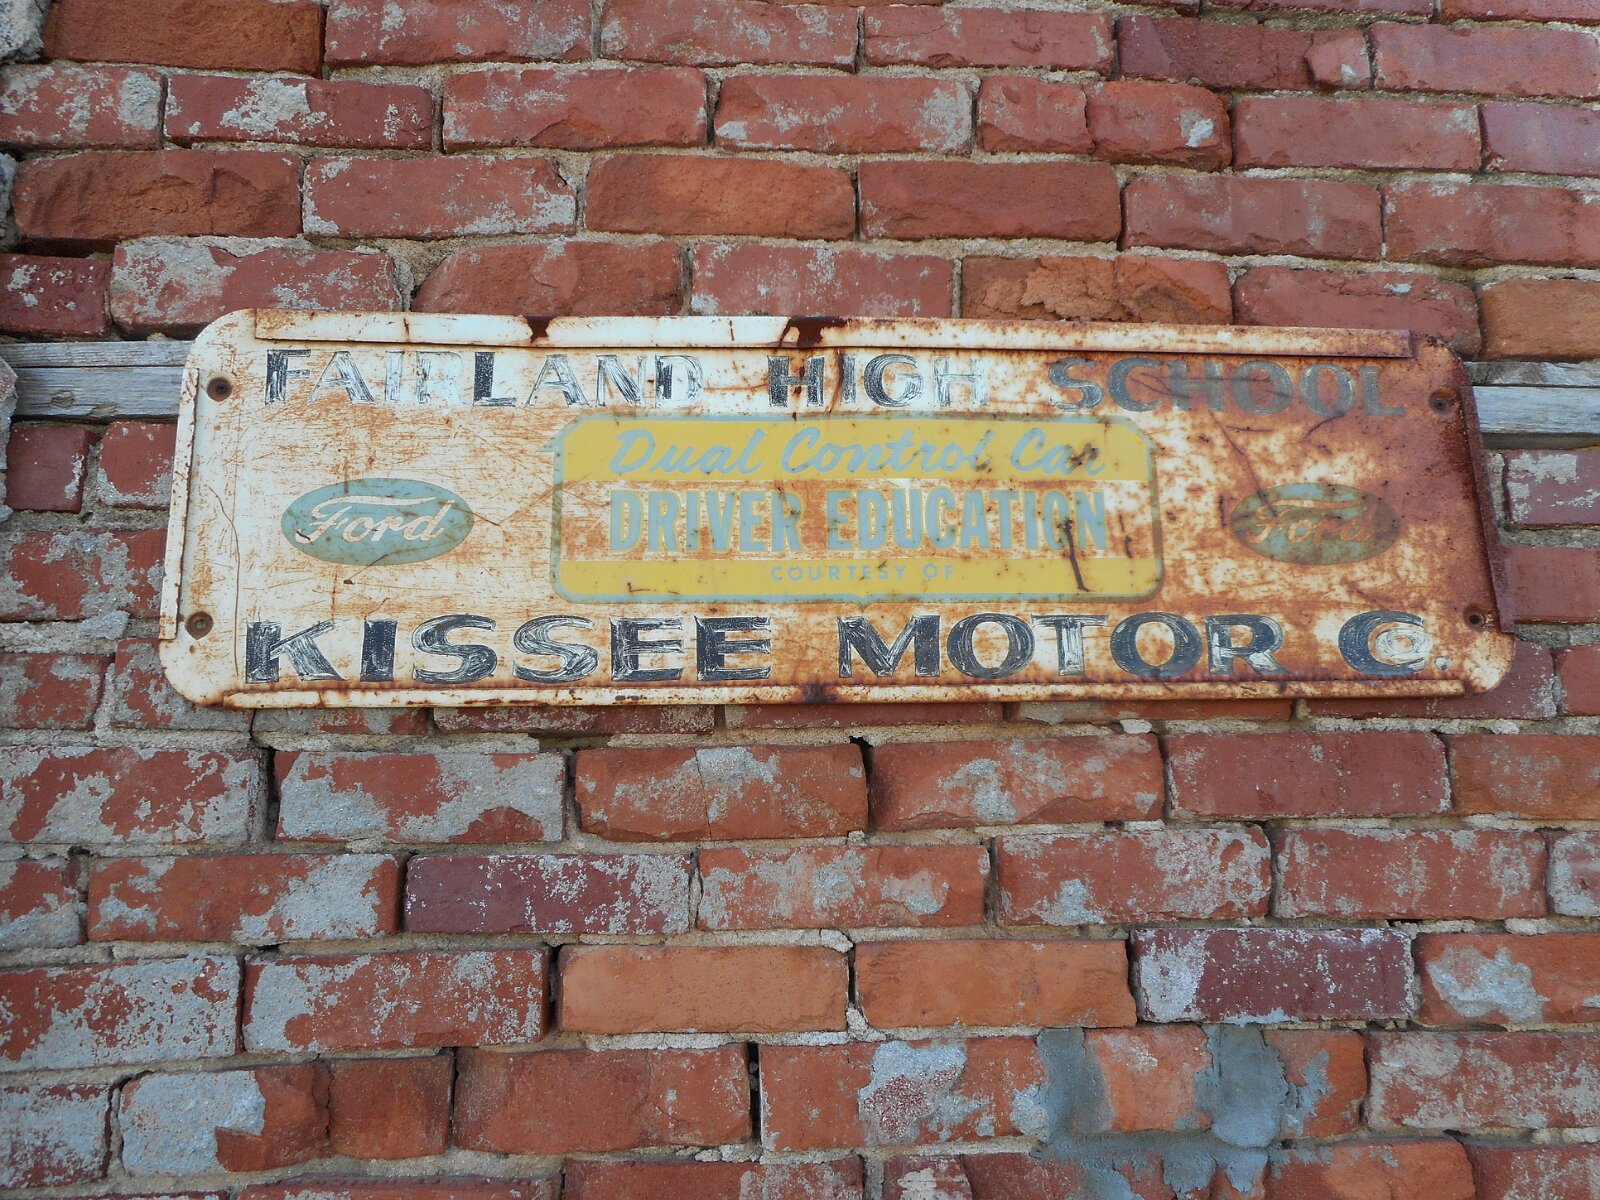 FAIRLAND HIGH SCHOOL
Dual Control Car
Ford DRIVER EDUCATION Ford
COURTESY OF
KISSEE MOTOR Co.